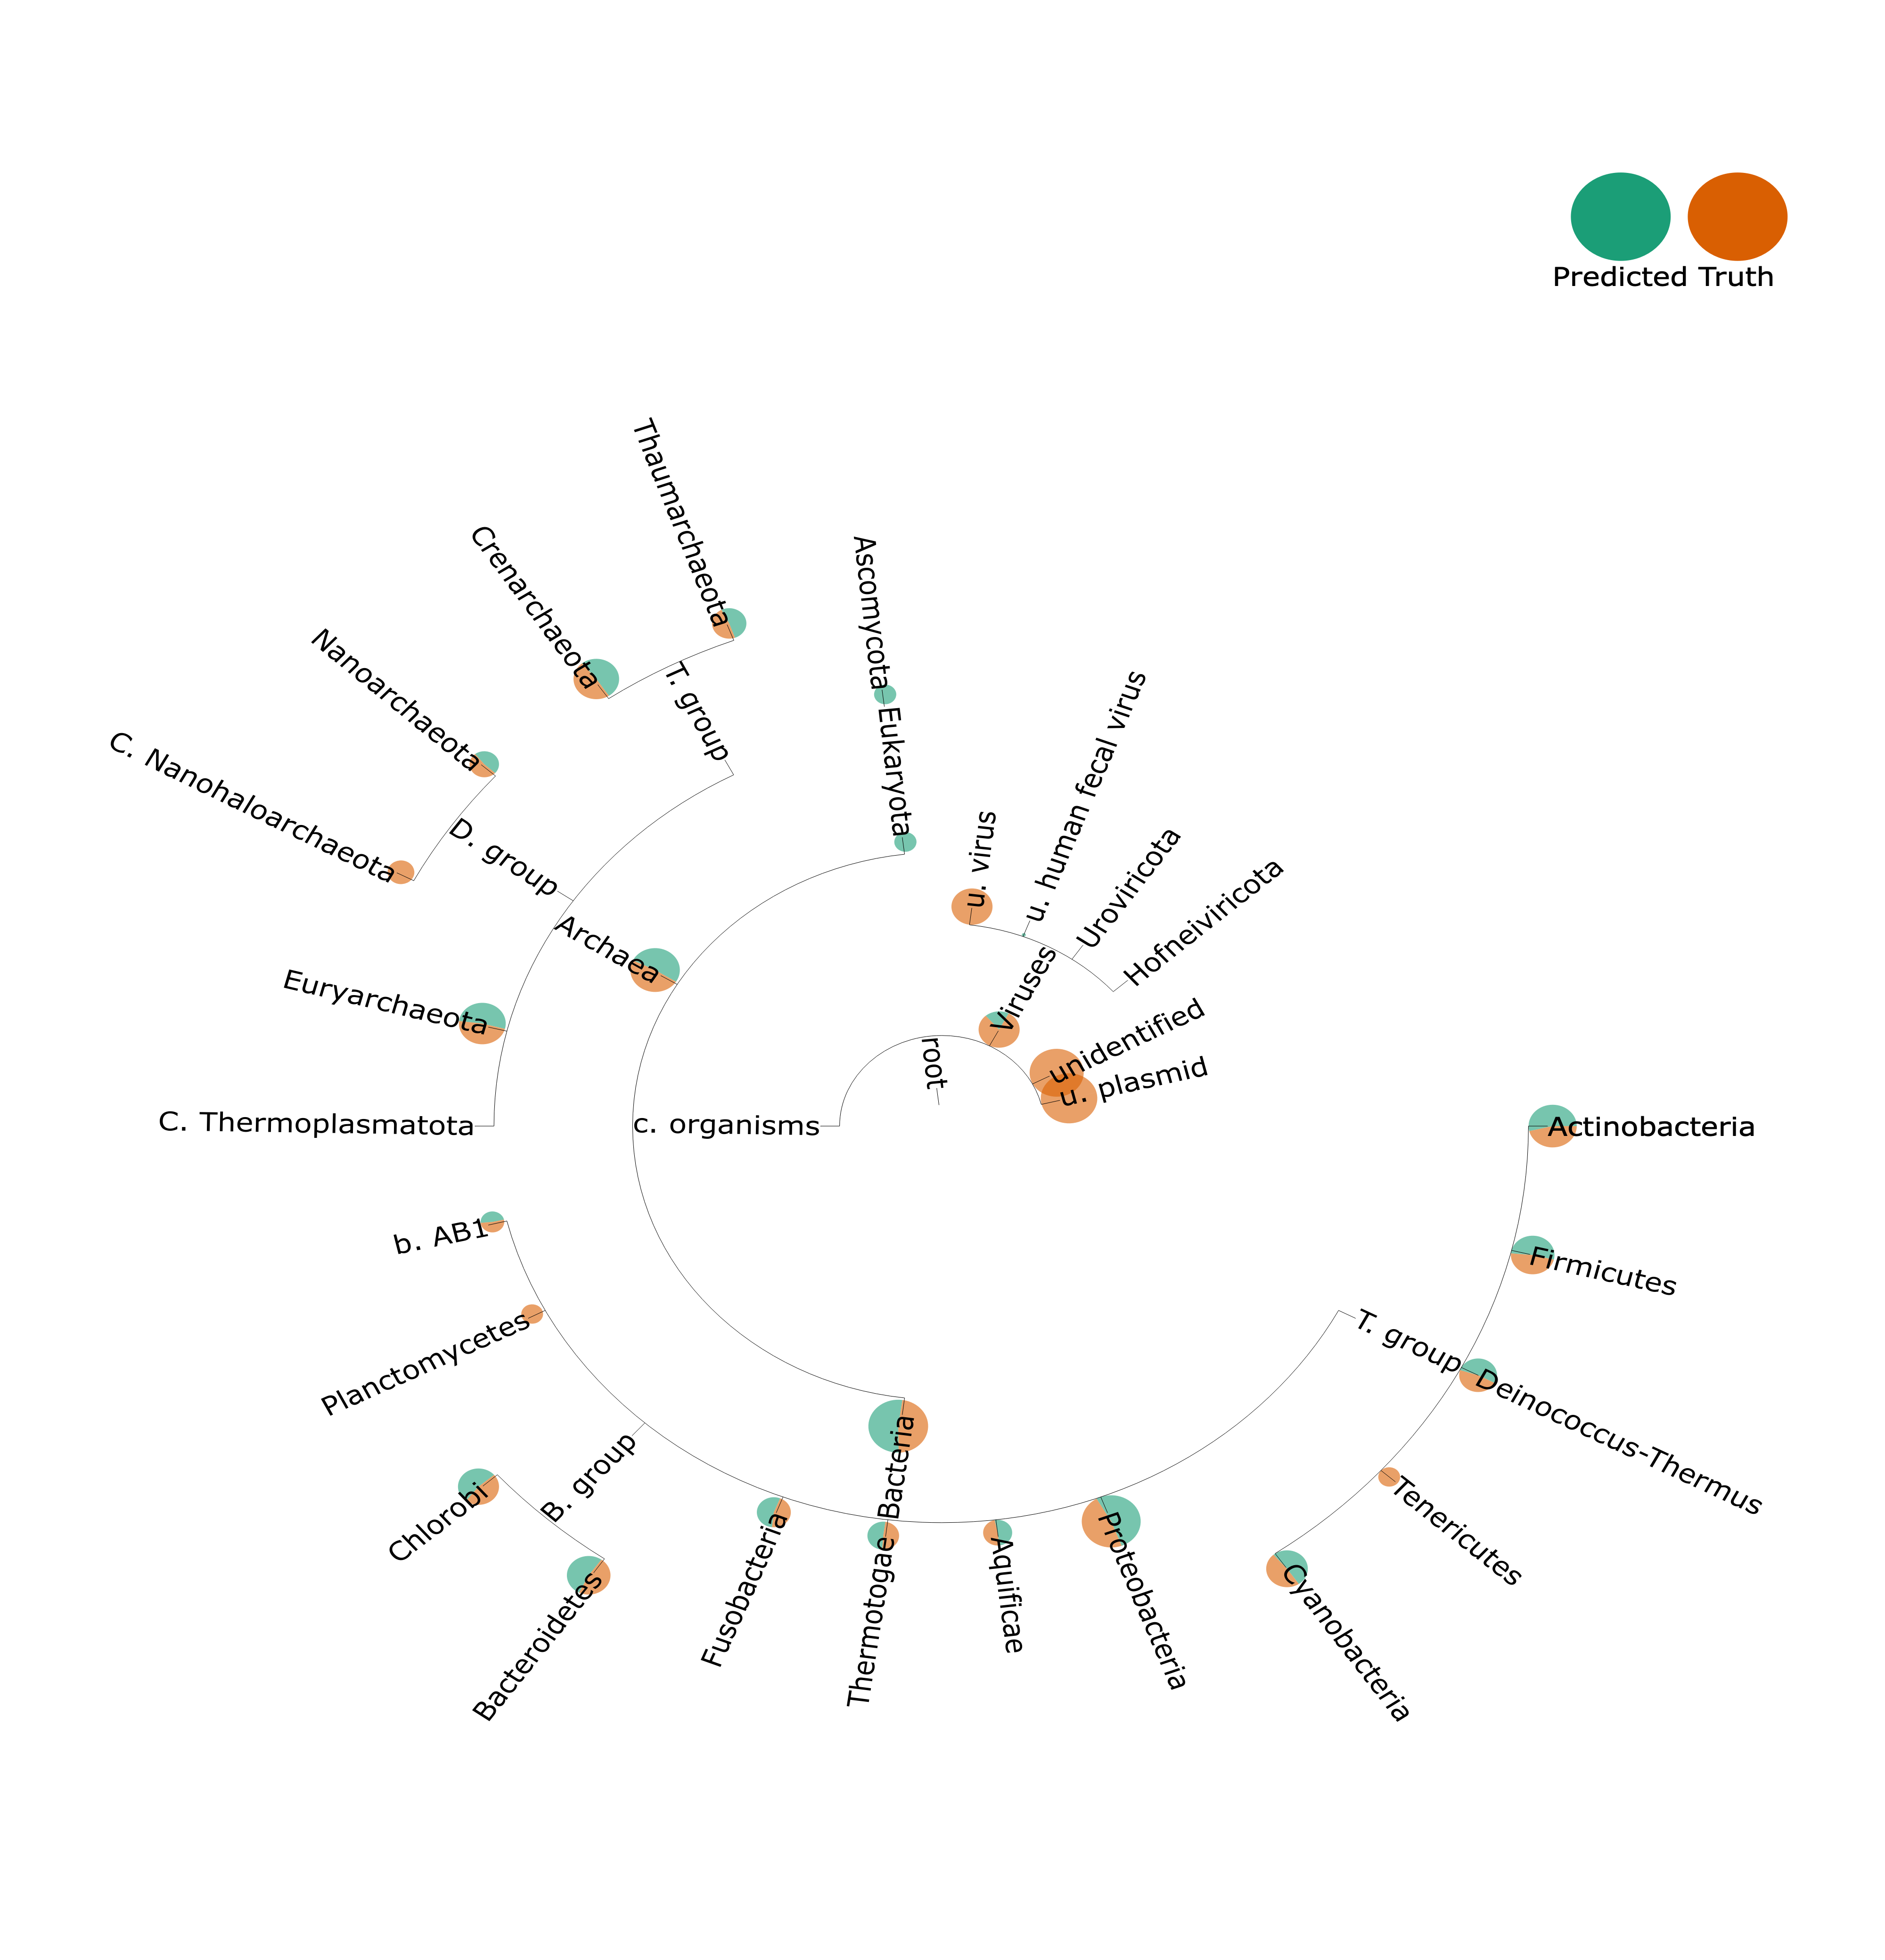 Predicted Truth
Thaumarchaeota
Crenarchaeota
T. group
Nanoarchaeota
C. Nanohaloarchaeota
D. group
Archaea
Euryarchaeota
C. Thermoplasmatota
Ascomycota
Eukaryota
u. virus
u. human fecal virus
Uroviricota
Hofneiviricota
Viruses
unidentified
u. plasmid
root
c. organisms
Actinobacteria
Firmicutes
T. group
Deinococcus-Thermus
Tenericutes
Cyanobacteria
b. AB1
Planctomycetes
B. group
Chlorobi
Bacteroidetes
Fusobacteria
Thermotogae
Bacteria
Aquificae
Proteobacteria